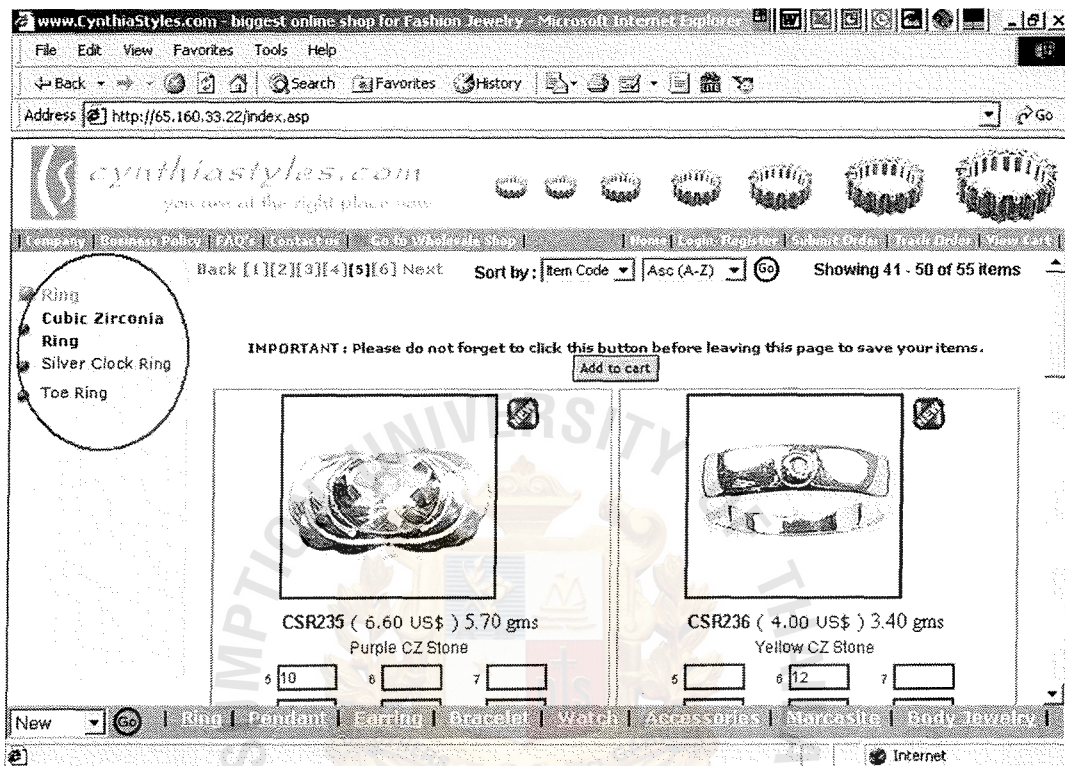 www.CynthiaStyles.com - biggest online shop for Fashion Jewelry - Microsoft Internet Explorer
File Edit View Favorites Tools Help
Back Search Favorites History
Address http://65.160.33.22/index.asp Go
cynthiastyles.com
you are at the right place now
| Company | Business Policy | FAQ's | Contact us | Go to Wholesale Shop | | Home | Login, Register | Submit Order | Track Order | View Cart |
Back [1][2][3][4][5][6] Next Sort by : Item Code Asc (A-Z) Go Showing 41 - 50 of 55 items
Ring
Cubic Zirconia
Ring
Silver Clock Ring
Toe Ring
IMPORTANT : Please do not forget to click this button before leaving this page to save your items.
Add to cart
NEW NEW
CSR235 ( 6.60 US$ ) 5.70 gms CSR236 ( 4.00 US$ ) 3.40 gms
Purple CZ Stone Yellow CZ Stone
5 10 6 7 5 6 12 7
New Go | Ring | Pendant | Earring | Bracelet | Watch | Accessories | Marcasite | Body Jewelry |
Internet